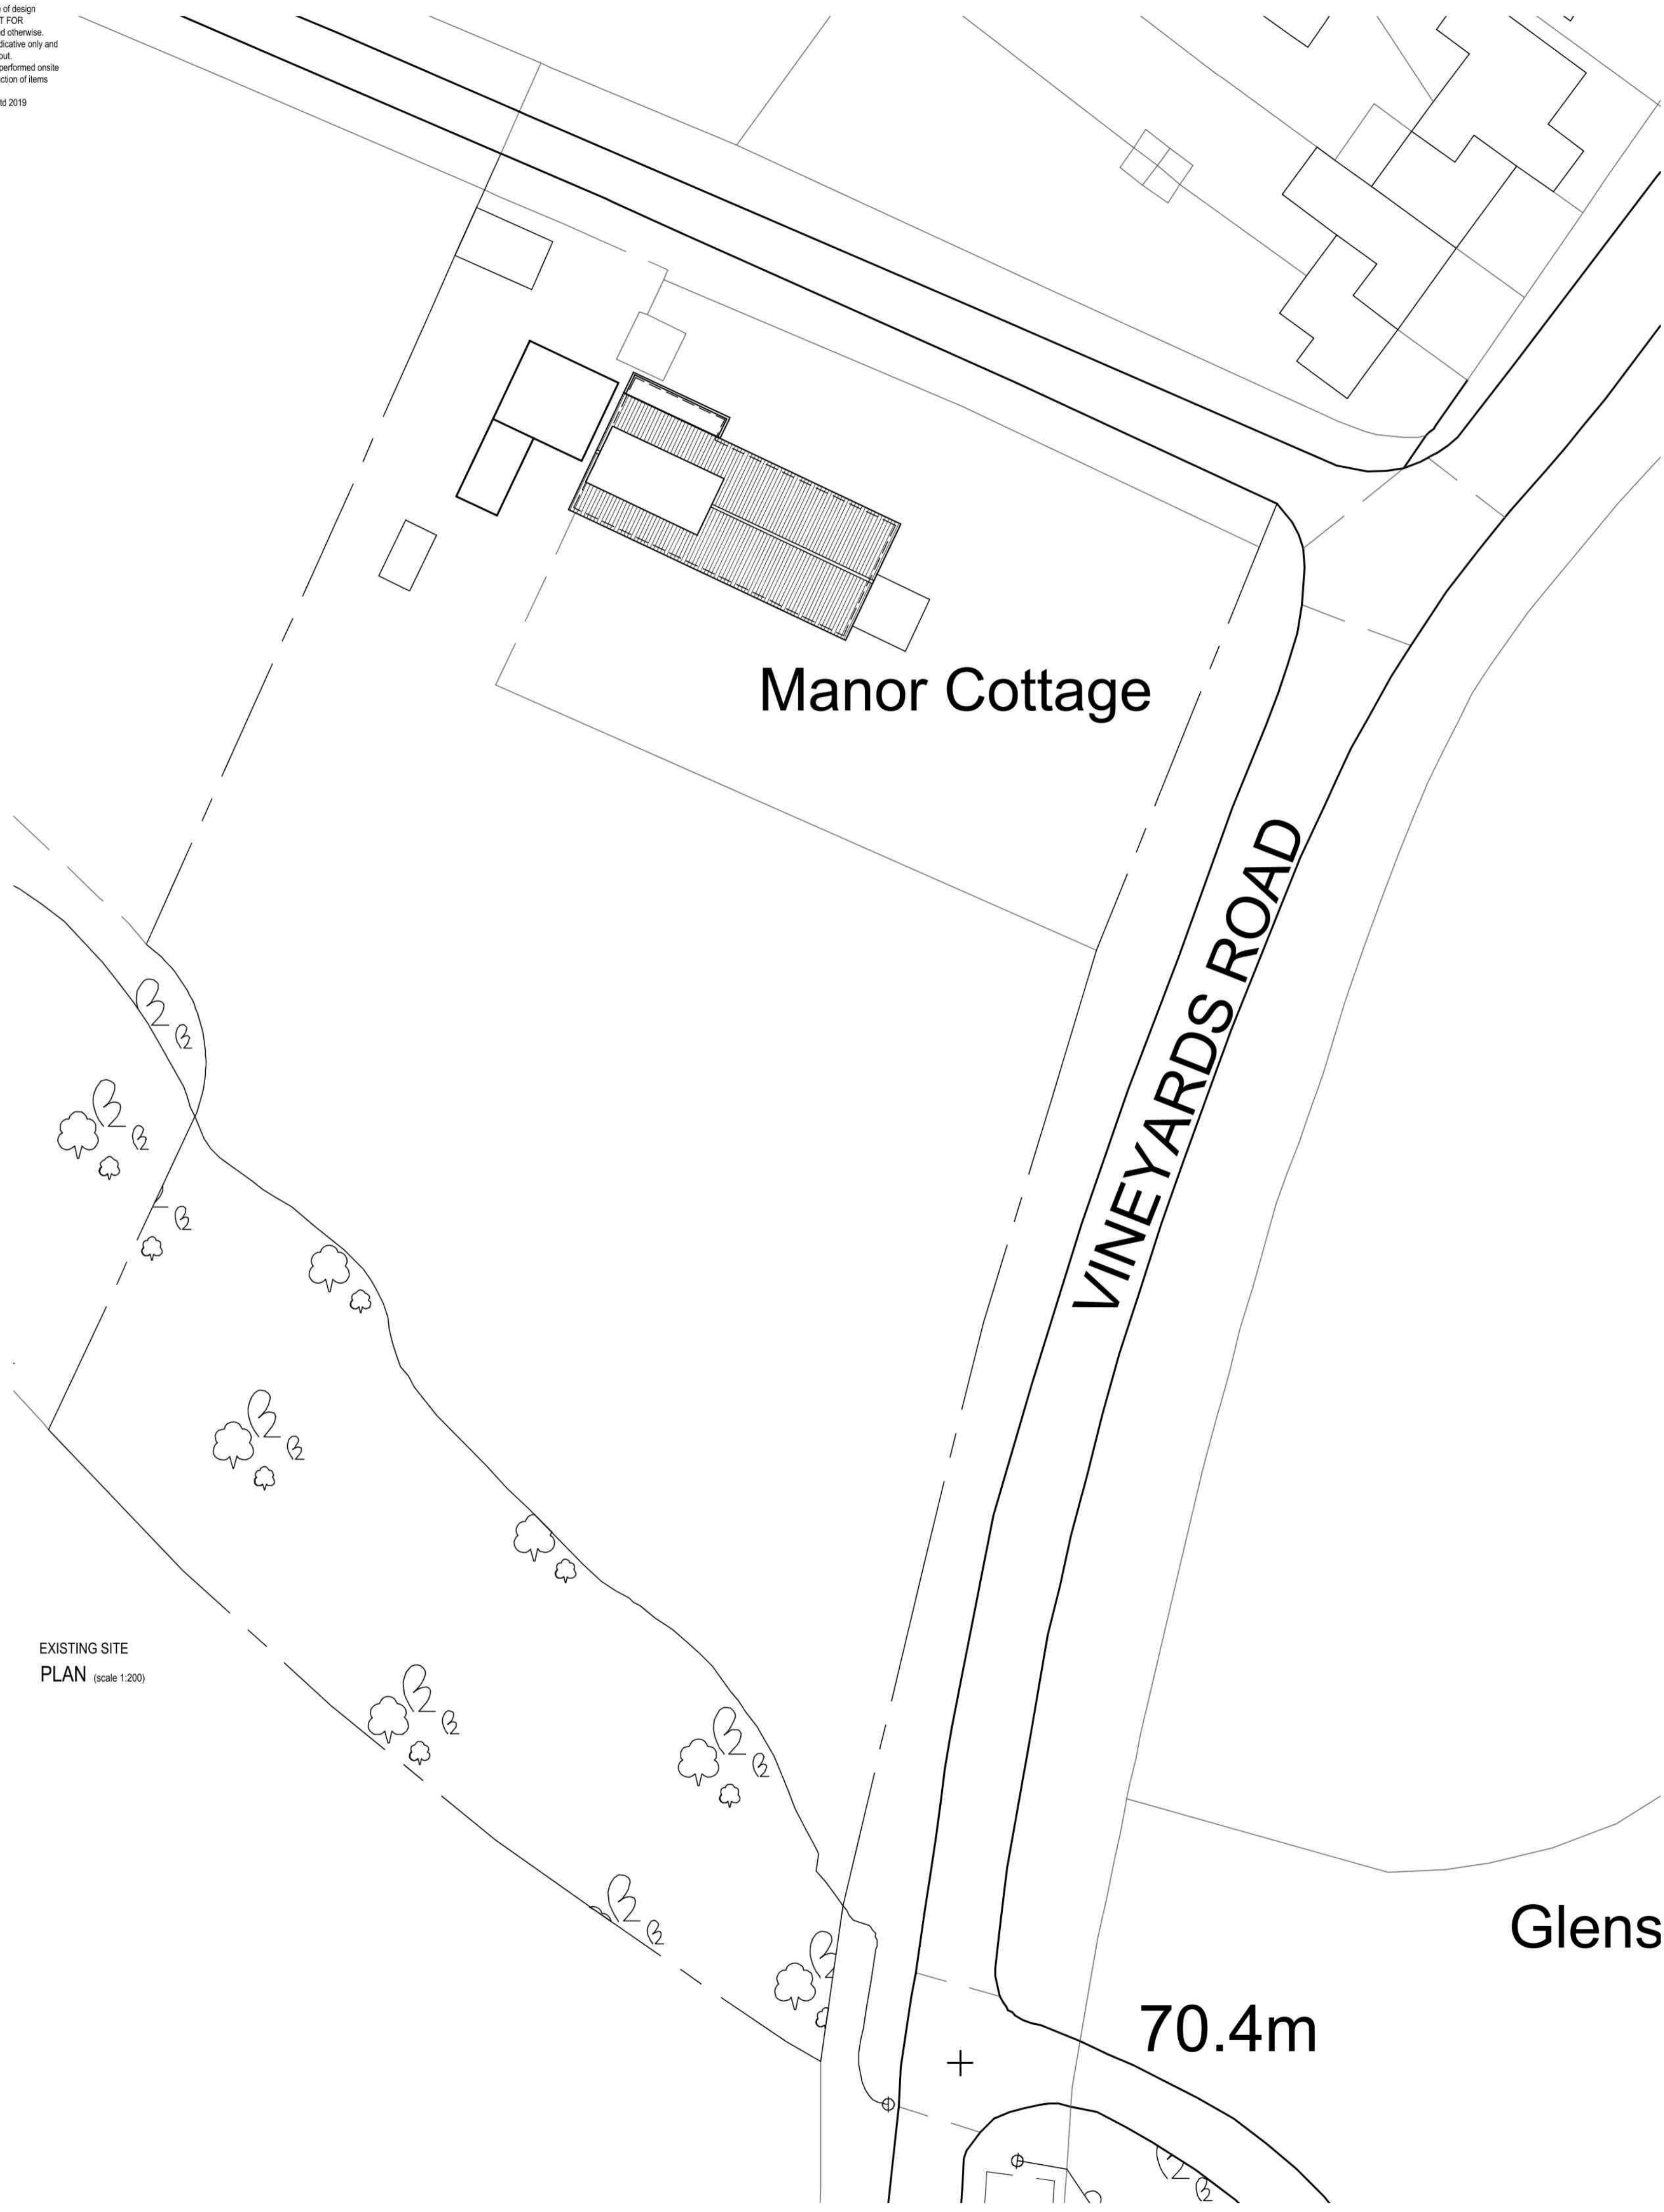 of design
T FOR
d otherwise.
dicative only and
out.
performed onsite
ction of items
td 2019
Manor Cottage
VINEYARDS ROAD
EXISTING SITE
PLAN (scale 1:200)
Glens
70.4m